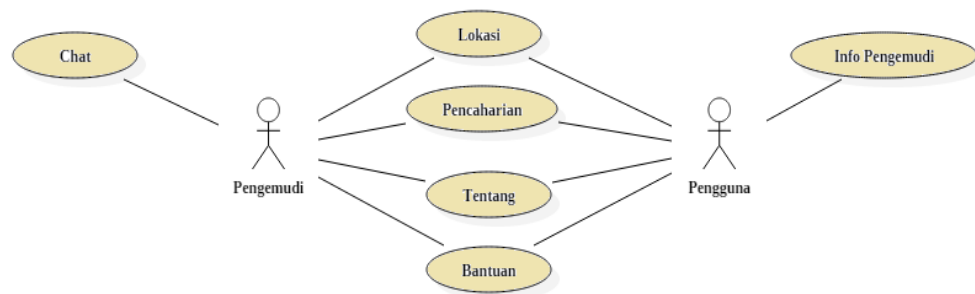 Lokasi
Chat
Info Pengemudi
Pencaharian
Pengemudi
Pengguna
Tentang
Bantuan